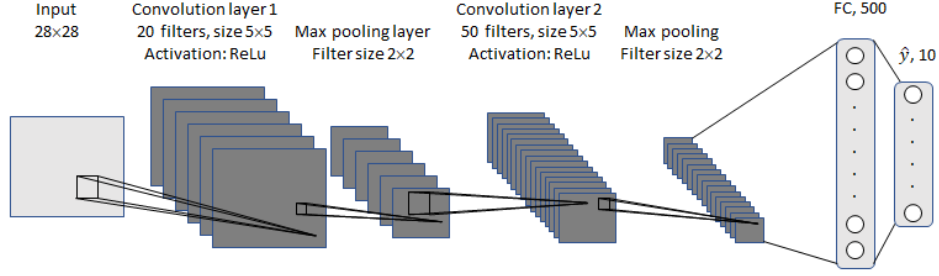 Input
28×28
Convolution layer 1
20 filters, size 5×5
Activation: ReLu
Max pooling layer
Filter size 2×2
Convolution layer 2
50 filters, size 5×5
Activation: ReLu
Max pooling
Filter size 2×2
FC, 500
ŷ, 10